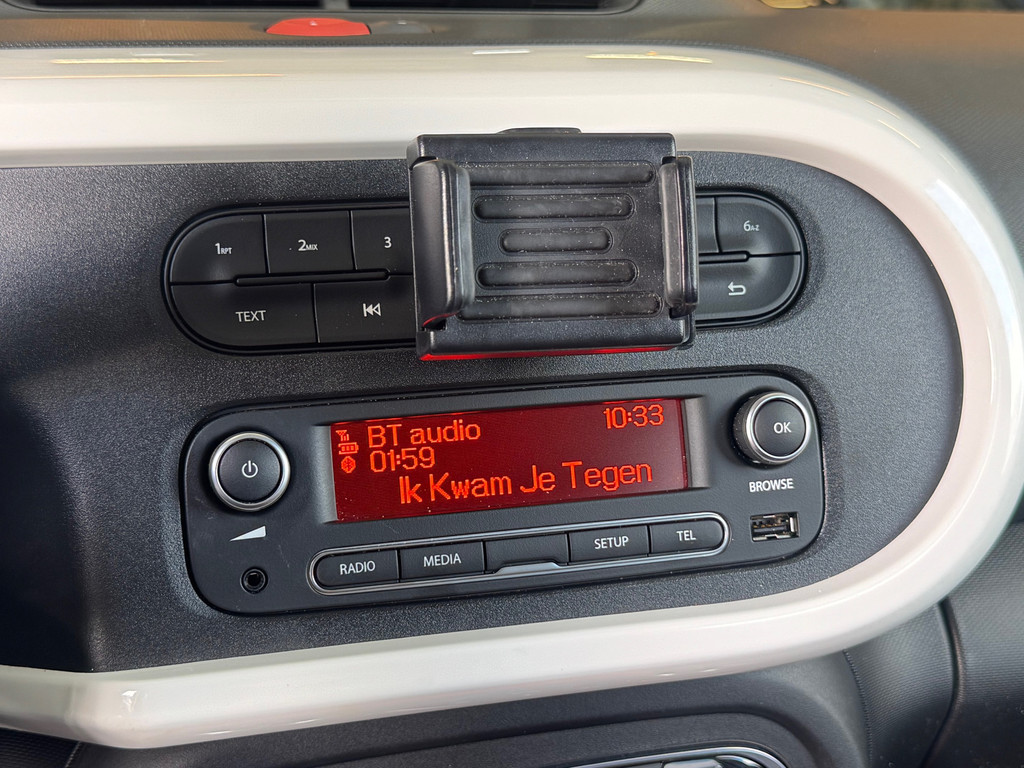 1RPT 2MIX 3 6A-Z
TEXT
BT audio 10:33
01:59
Ik Kwam Je Tegen
OK
BROWSE
RADIO MEDIA SETUP TEL